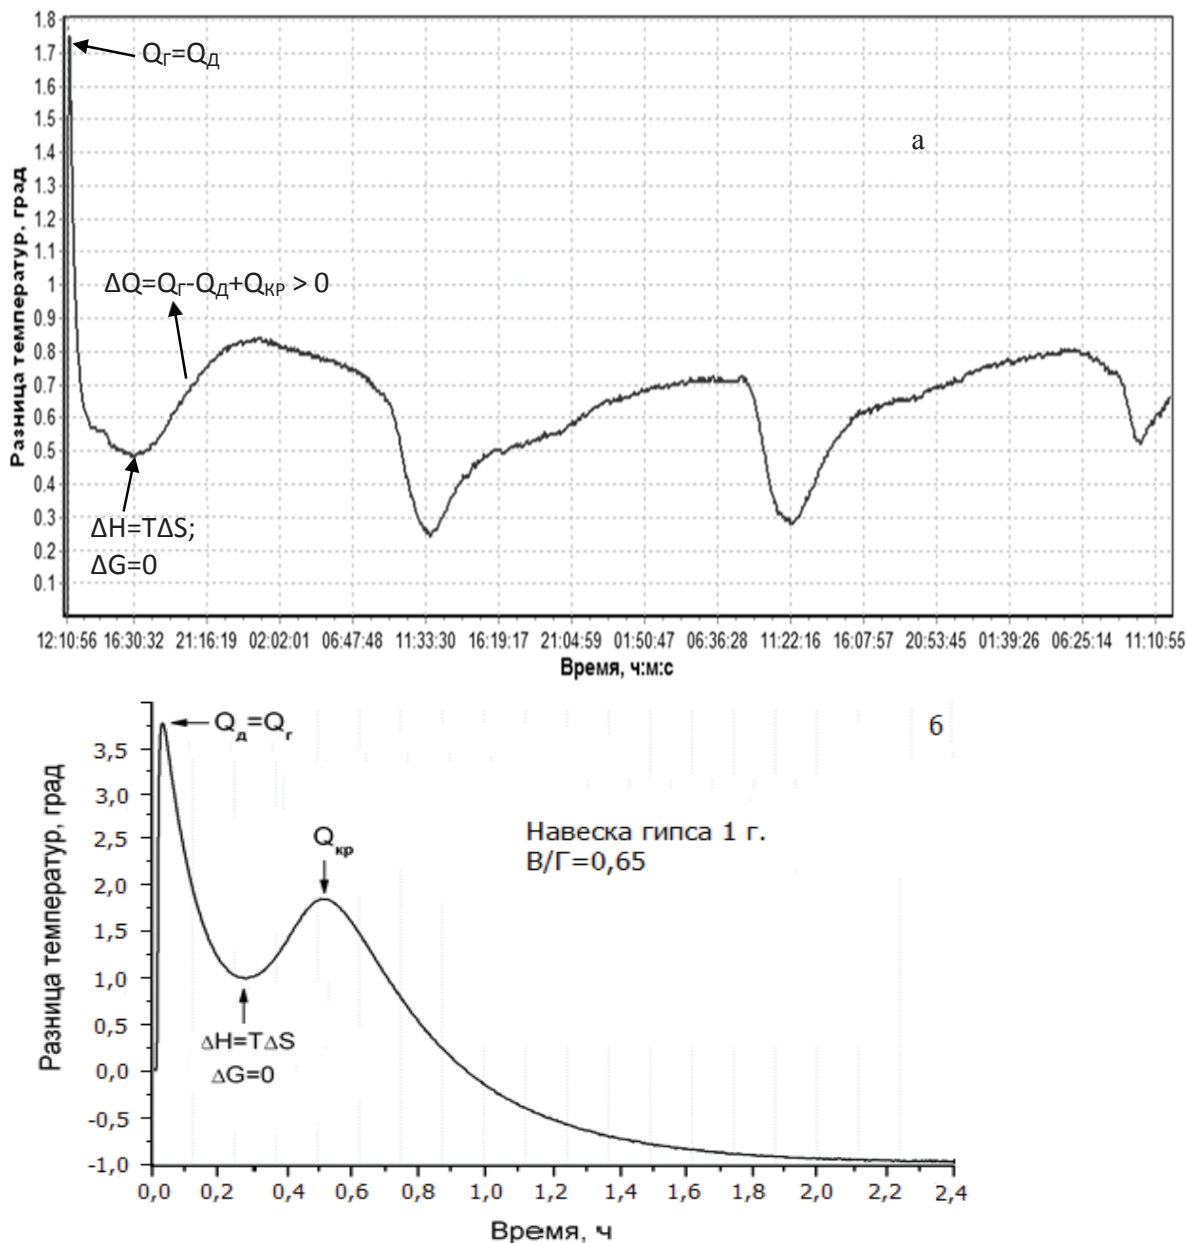 1.8
1.7
1.6
1.5
1.4
1.3
1.2
1.1
1
0.9
0.8
0.7
0.6
0.5
0.4
0.3
0.2
0.1
Разница температур, град
Qг=Qд
а
ΔQ=Qг-Qд+Qкр > 0
ΔH=TΔS;
ΔG=0
12:10:56 16:30:32 21:16:19 02:02:01 06:47:48 11:33:30 16:19:17 21:04:59 01:50:47 06:36:28 11:22:16 16:07:57 20:53:45 01:39:26 06:25:14 11:10:55
Время, ч:м:с
б
Qд=Qг
3,5
3,0
2,5
2,0
1,5
1,0
0,5
0,0
-0,5
-1,0
Разница температур, град
Навеска гипса 1 г.
В/Г=0,65
Qкр
ΔH=TΔS
ΔG=0
0,0 0,2 0,4 0,6 0,8 1,0 1,2 1,4 1,6 1,8 2,0 2,2 2,4
Время, ч